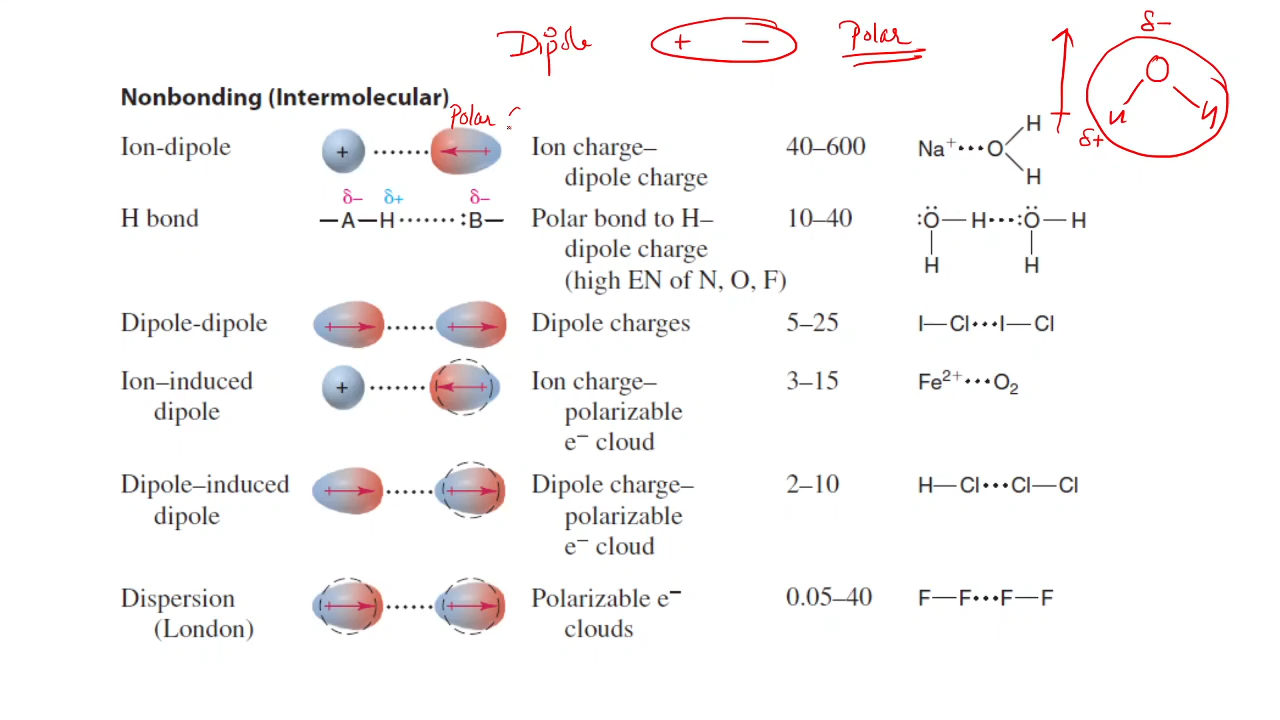 Dipole + − Polar
δ−
O
H H
δ+
Nonbonding (Intermolecular)
Polar :
Ion-dipole + + Ion charge– 40–600 Na⁺•••O H
dipole charge H
δ− δ+ δ−
H bond —A—H·······:B— Polar bond to H– 10–40 :Ö—H•••:Ö—H
dipole charge H H
(high EN of N, O, F)
Dipole-dipole + + Dipole charges 5–25 I—Cl•••I—Cl
Ion–induced + + Ion charge– 3–15 Fe²⁺•••O₂
dipole polarizable
e⁻ cloud
Dipole–induced + + Dipole charge– 2–10 H—Cl•••Cl—Cl
dipole polarizable
e⁻ cloud
Dispersion + + Polarizable e⁻ 0.05–40 F—F•••F—F
(London) clouds